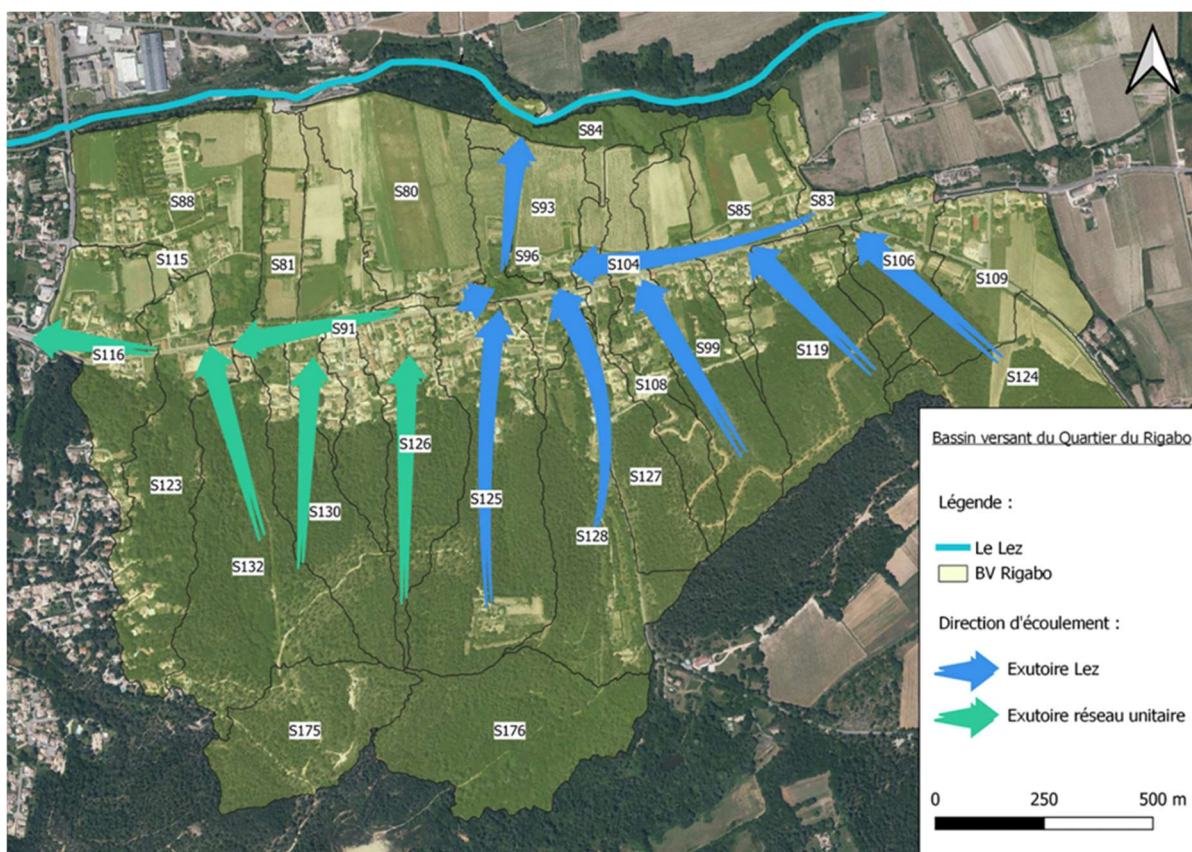 S84
S88
S80
S93
S83
S85
S115
S96
S81
S104
S106
S109
S91
S116
S99
S119
S124
S108
S126
S123
S127
S125
S130
S128
S132
S175
S176
Bassin versant du Quartier du Rigabo
Légende :
Le Lez
BV Rigabo
Direction d'écoulement :
Exutoire Lez
Exutoire réseau unitaire
0 250 500 m